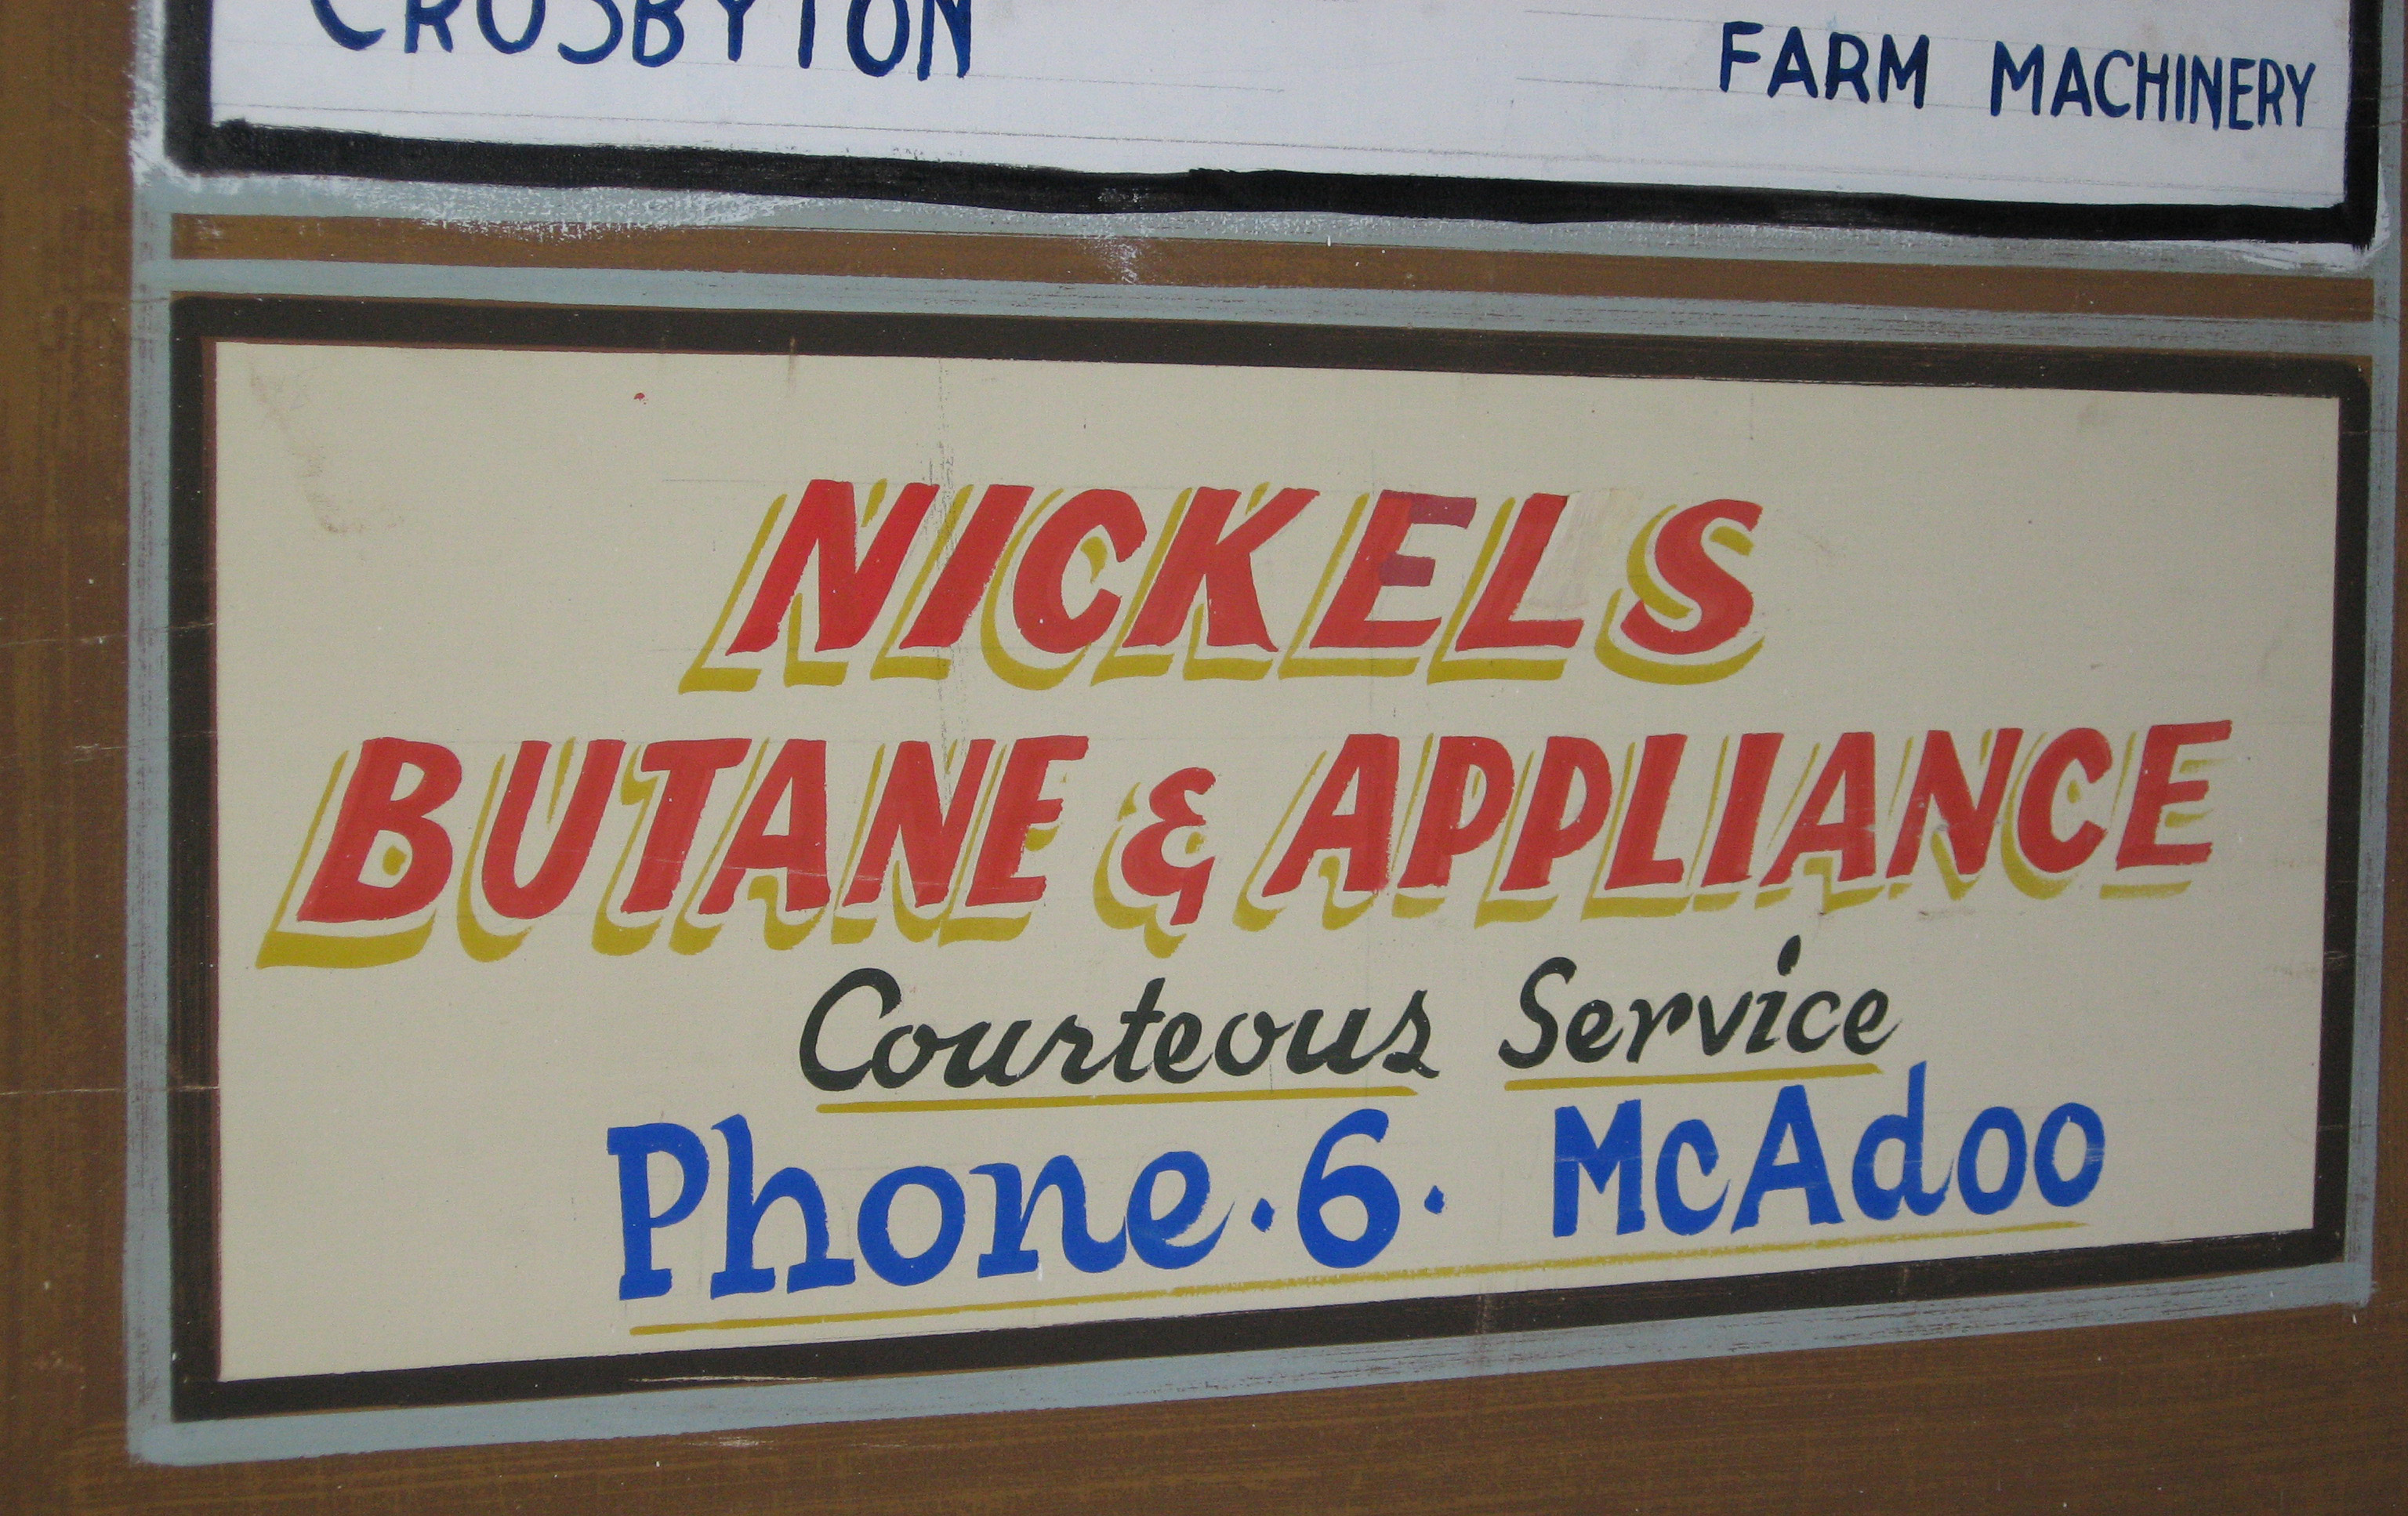 CROSBYTON FARM MACHINERY
NICKELS
BUTANE & APPLIANCE
Courteous Service
Phone·6· McAdoo